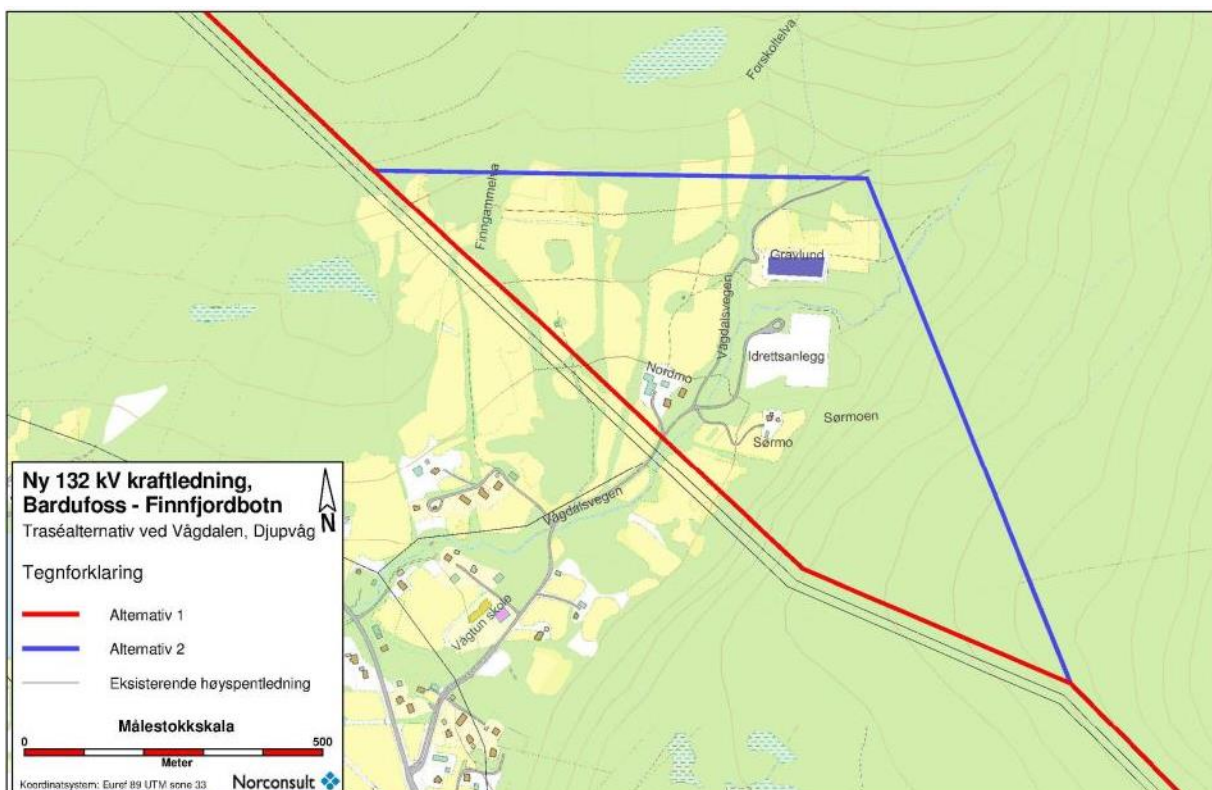 Forskoltelva
Finngammelva
Gravlund
Vågdalsvegen
Idrettsanlegg
Nordmo
Sørmoen
Sørmo
Vågdalsvegen
Vågtun skole
Ny 132 kV kraftledning,
Bardufoss - Finnfjordbotn
Traséalternativ ved Vågdalen, Djupvåg
N
Tegnforklaring
Alternativ 1
Alternativ 2
Eksisterende høyspentledning
Målestokkskala
0 500
Meter
Koordinatsystem: Euref 89 UTM sone 33 Norconsult